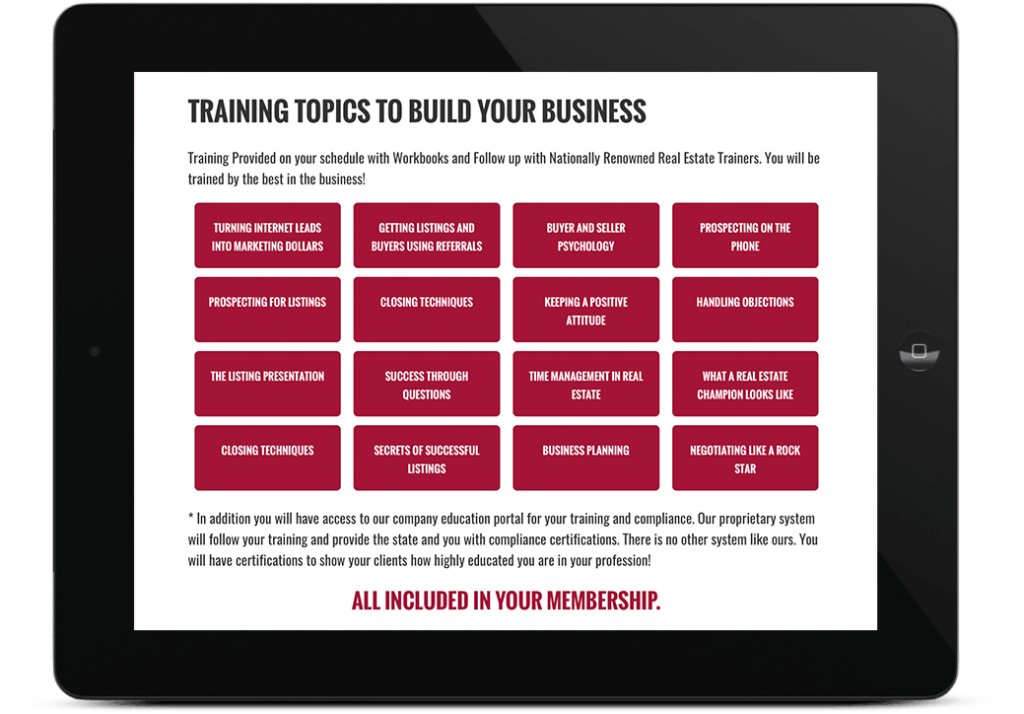 TRAINING TOPICS TO BUILD YOUR BUSINESS
Training Provided on your schedule with Workbooks and Follow up with Nationally Renowned Real Estate Trainers. You will be
trained by the best in the business!
TURNING INTERNET LEADS
INTO MARKETING DOLLARS
GETTING LISTINGS AND
BUYERS USING REFERRALS
BUYER AND SELLER
PSYCHOLOGY
PROSPECTING ON THE
PHONE
PROSPECTING FOR LISTINGS
CLOSING TECHNIQUES
KEEPING A POSITIVE
ATTITUDE
HANDLING OBJECTIONS
THE LISTING PRESENTATION
SUCCESS THROUGH
QUESTIONS
TIME MANAGEMENT IN REAL
ESTATE
WHAT A REAL ESTATE
CHAMPION LOOKS LIKE
CLOSING TECHNIQUES
SECRETS OF SUCCESSFUL
LISTINGS
BUSINESS PLANNING
NEGOTIATING LIKE A ROCK
STAR
* In addition you will have access to our company education portal for your training and compliance. Our proprietary system
will follow your training and provide the state and you with compliance certifications. There is no other system like ours. You
will have certifications to show your clients how highly educated you are in your profession!
ALL INCLUDED IN YOUR MEMBERSHIP.